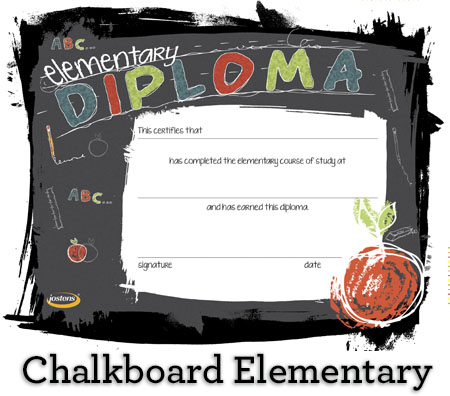 ABC...
elementary
DIPLOMA
This certifies that
has completed the elementary course of study at
and has earned this diploma.
ABC...
signature date
jostens
Chalkboard Elementary